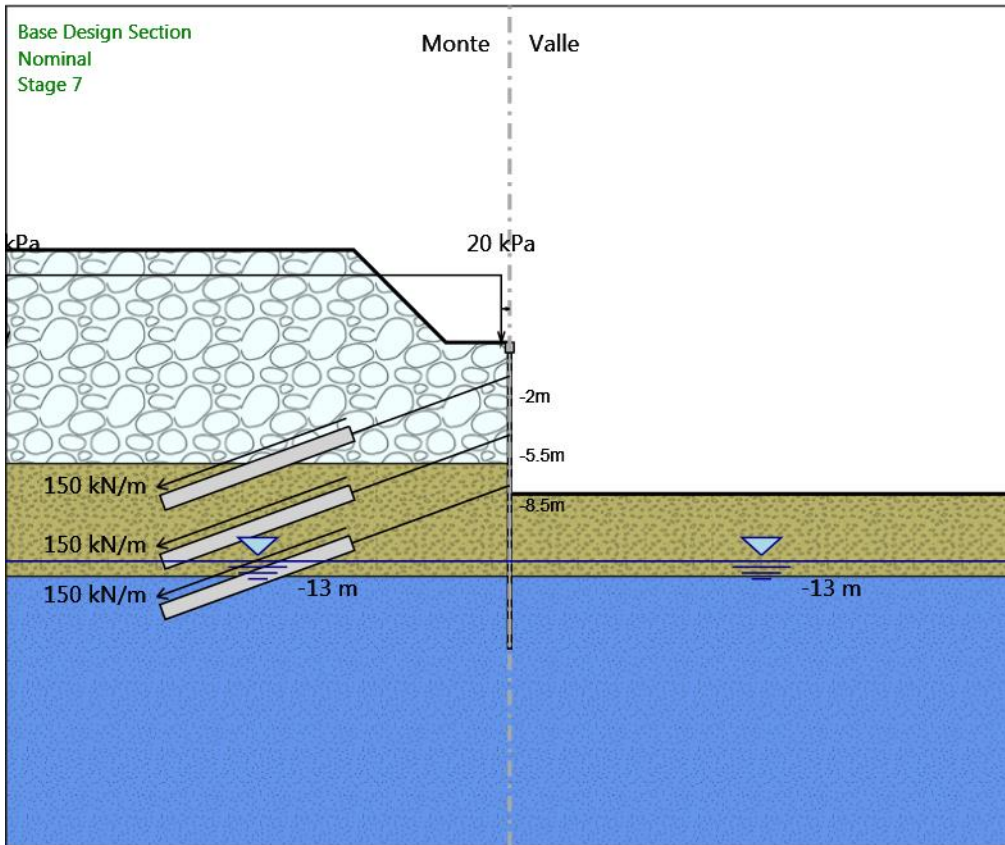 Base Design Section
Nominal
Stage 7
Monte
Valle
kPa
20 kPa
-2m
-5.5m
-8.5m
150 kN/m
150 kN/m
150 kN/m
-13 m
-13 m